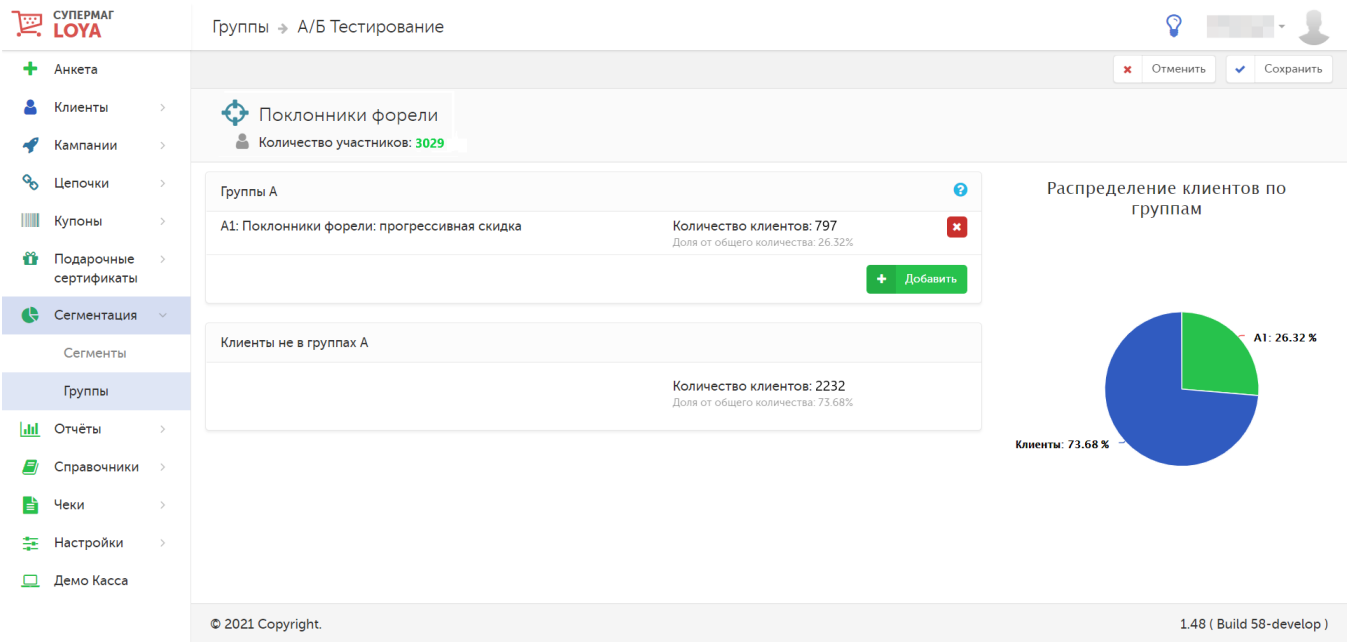 СУПЕРМАГ
LOYA
Группы → А/Б Тестирование
Анкета
Клиенты
Кампании
Цепочки
Купоны
Подарочные
сертификаты
Сегментация
Сегменты
Группы
Отчёты
Справочники
Чеки
Настройки
Демо Касса
Отменить
Сохранить
Поклонники форели
Количество участников: 3029
Группы А
?
А1: Поклонники форели: прогрессивная скидка
Количество клиентов: 797
Доля от общего количества: 26.32%
Добавить
Клиенты не в группах А
Количество клиентов: 2232
Доля от общего количества: 73.68%
Распределение клиентов по
группам
А1: 26.32 %
Клиенты: 73.68 %
© 2021 Copyright.
1.48 ( Build 58-develop )